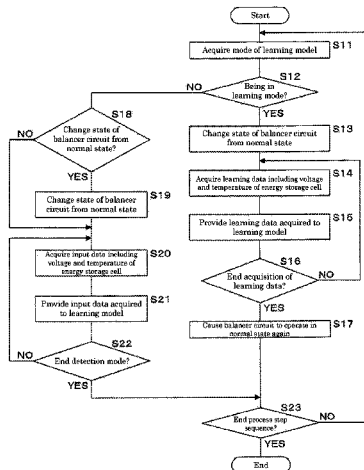 Start
S11
Acquire mode of learning model
S12
Being in
learning mode?
NO
YES
S13
Change state of balancer circuit
from normal state
S14
Acquire learning data including voltage
and temperature of energy storage cell
S15
Provide learning data acquired
to learning model
S16
End acquisition of
learning data?
NO
YES
S17
Cause balancer circuit to operate in
normal state again
S18
Change state of
balancer circuit from
normal state?
NO
YES
S19
Change state of balancer
circuit from normal state
S20
Acquire input data including
voltage and temperature of
energy storage cell
S21
Provide input data acquired
to learning model
S22
End detection mode?
NO
YES
S23
End process step
sequence?
NO
YES
End